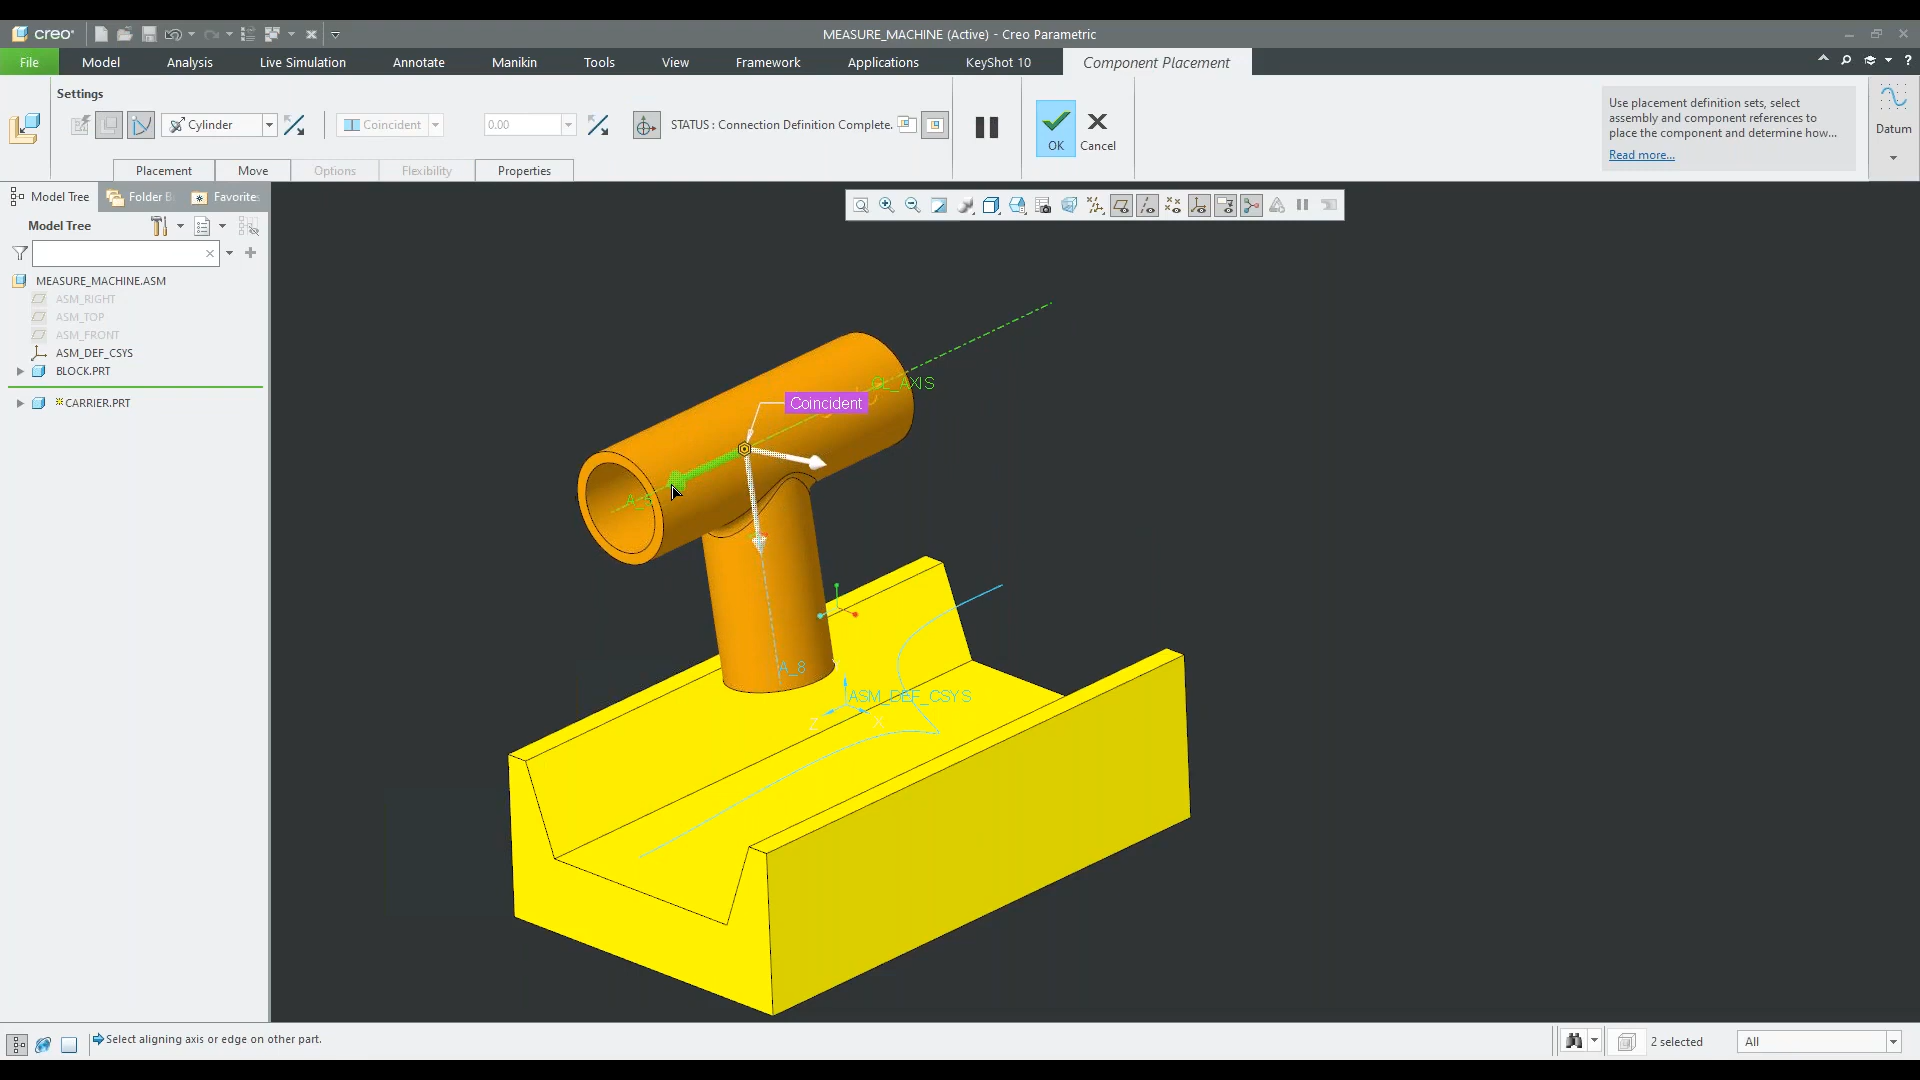 creo°
MEASURE_MACHINE (Active) - Creo Parametric
File
Model
Analysis
Live Simulation
Annotate
Manikin
Tools
View
Framework
Applications
KeyShot 10
Component Placement
Settings
Cylinder
Coincident
0.00
STATUS : Connection Definition Complete.
OK
Cancel
Use placement definition sets, select
assembly and component references to
place the component and determine how...
Read more...
Datum
Placement
Move
Options
Flexibility
Properties
Model Tree
Folder B
Favorites
Model Tree
MEASURE_MACHINE.ASM
ASM_RIGHT
ASM_TOP
ASM_FRONT
ASM_DEF_CSYS
BLOCK.PRT
CARRIER.PRT
CL_AXIS
Coincident
A_8
ASM_DEF_CSYS
Z
X
Select aligning axis or edge on other part.
2 selected
All